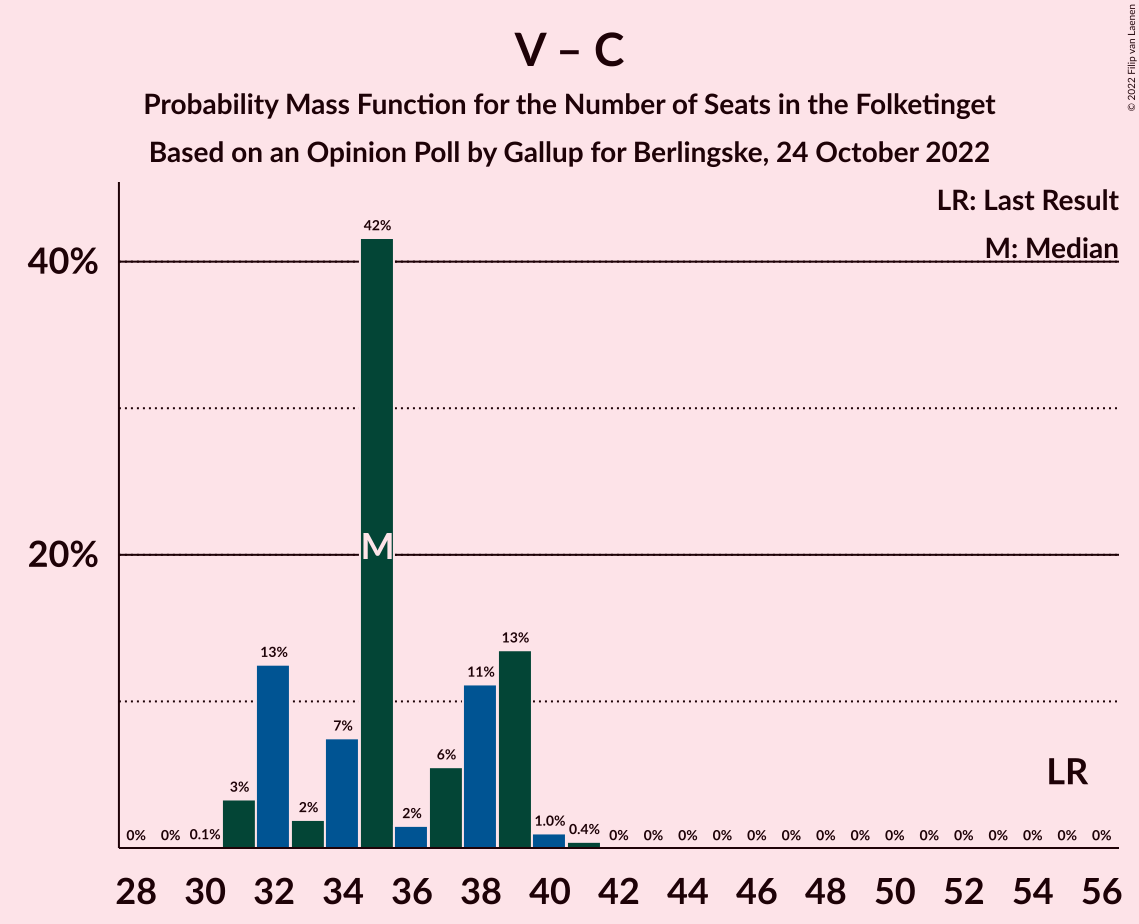 V – C
Probability Mass Function for the Number of Seats in the Folketinget
Based on an Opinion Poll by Gallup for Berlingske, 24 October 2022
© 2022 Filip van Laenen
LR: Last Result
M: Median
40%
20%
0% 0% 0.1% 3% 13% 2% 7% 42% 2% 6% 11% 13% 1.0% 0.4% 0% 0% 0% 0% 0% 0% 0% 0% 0% 0% 0% 0% 0% 0% 0%
M
LR
28 30 32 34 36 38 40 42 44 46 48 50 52 54 56